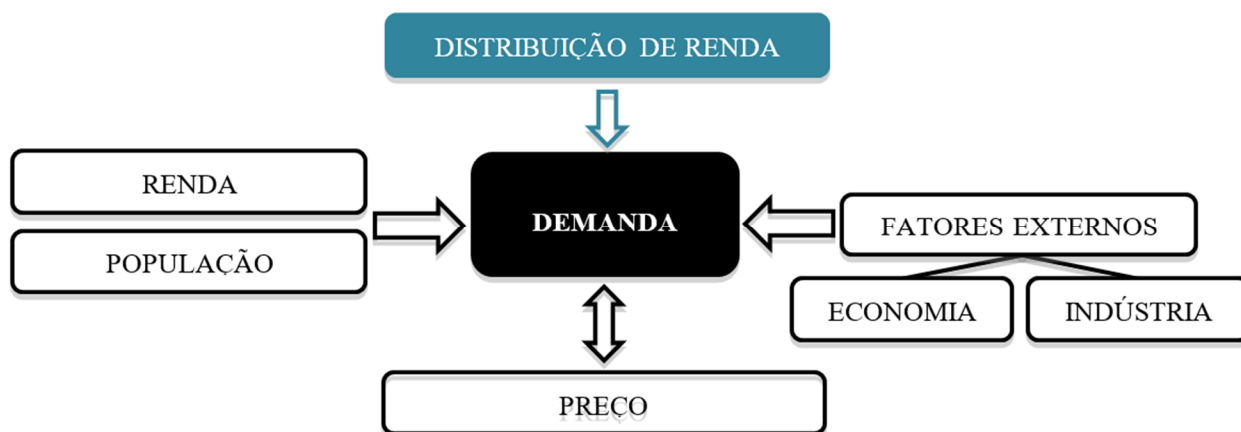 DISTRIBUIÇÃO DE RENDA
RENDA
POPULAÇÃO
DEMANDA
FATORES EXTERNOS
ECONOMIA
INDÚSTRIA
PREÇO